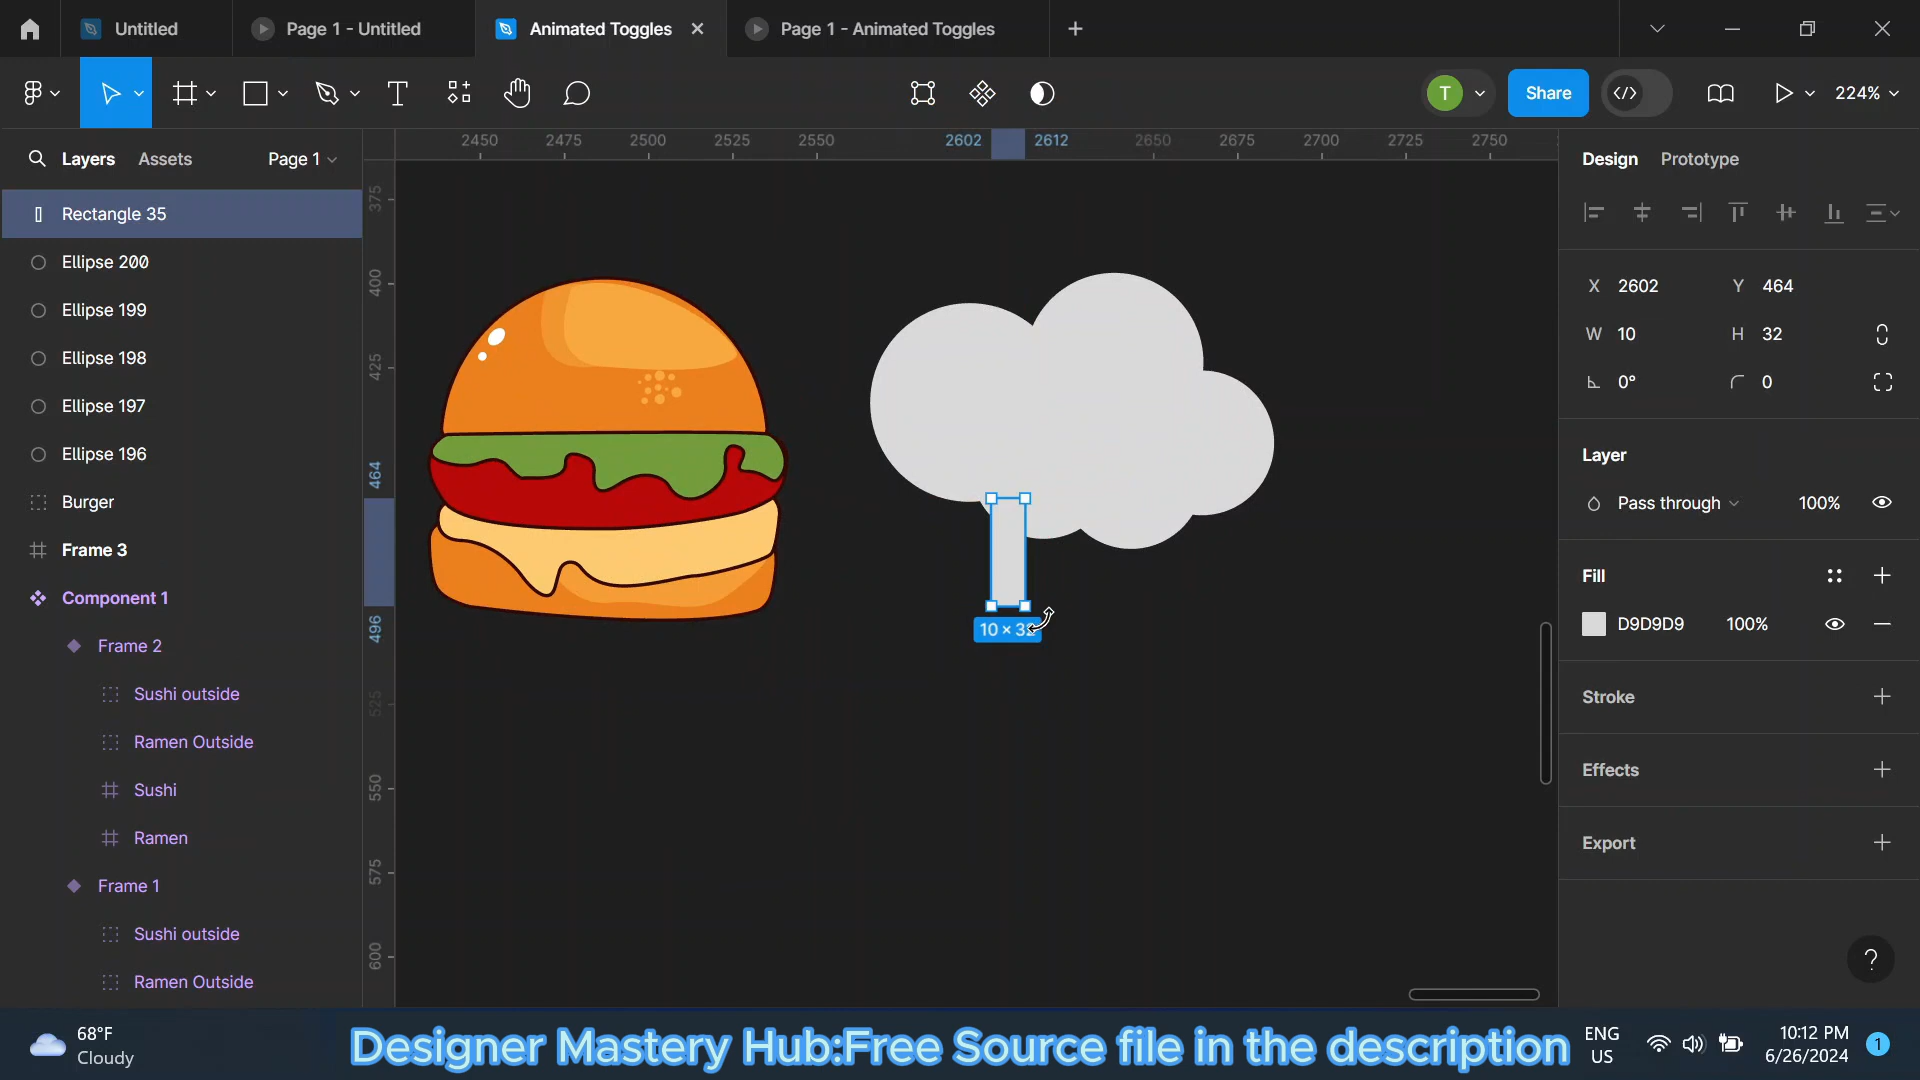 Untitled
Page 1 - Untitled
Animated Toggles
Page 1 - Animated Toggles
T
Share
224%
Layers
Assets
Page 1
2450
2475
2500
2525
2550
2602
2612
2650
2675
2700
2725
2750
Design
Prototype
Rectangle 35
Ellipse 200
Ellipse 199
Ellipse 198
Ellipse 197
Ellipse 196
Burger
Frame 3
Component 1
Frame 2
Sushi outside
Ramen Outside
Sushi
Ramen
Frame 1
Sushi outside
Ramen Outside
375
400
425
464
496
525
550
575
600
X 2602
Y 464
W 10
H 32
0°
0
Layer
Pass through
100%
Fill
D9D9D9
100%
Stroke
Effects
Export
?
10 × 32
68°F
Cloudy
Designer Mastery Hub:Free Source file in the description
ENG
US
10:12 PM
6/26/2024
1